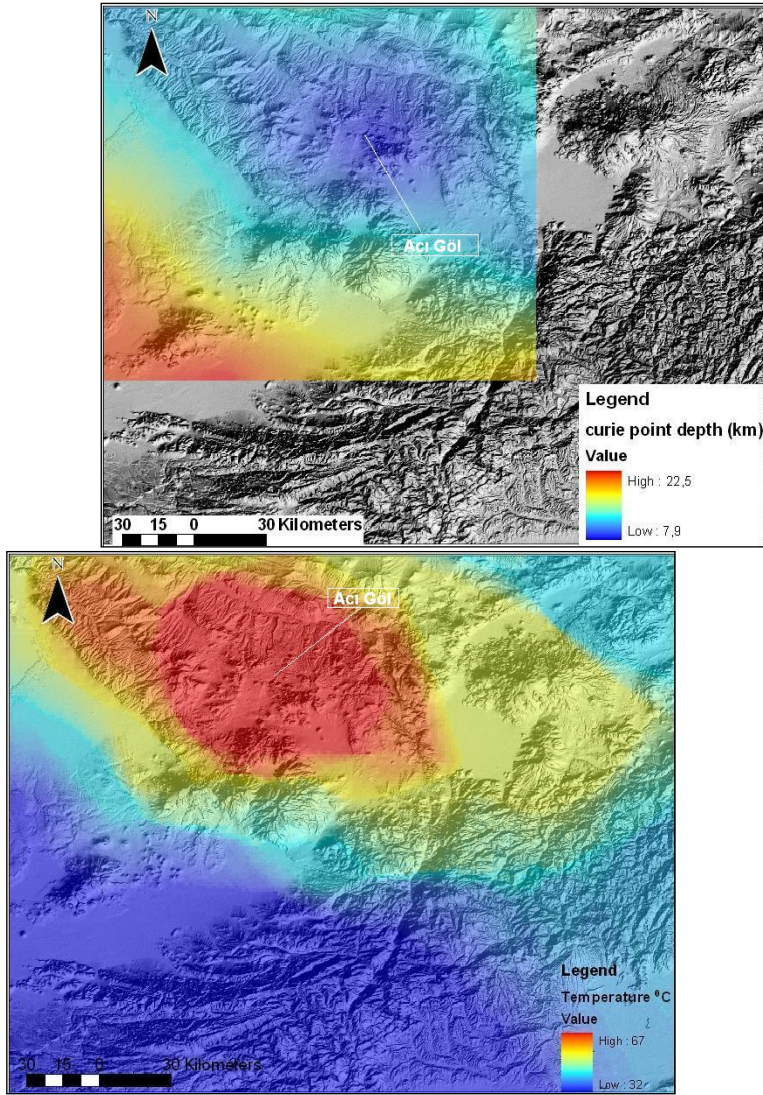 N
Acı Göl
Legend
curie point depth (km)
Value
High : 22,5
Low : 7,9
30 15 0 30 Kilometers
N
Acı Göl
Legend
Temperature ⁰C
Value
High : 67
Low : 32
30 15 0 30 Kilometers